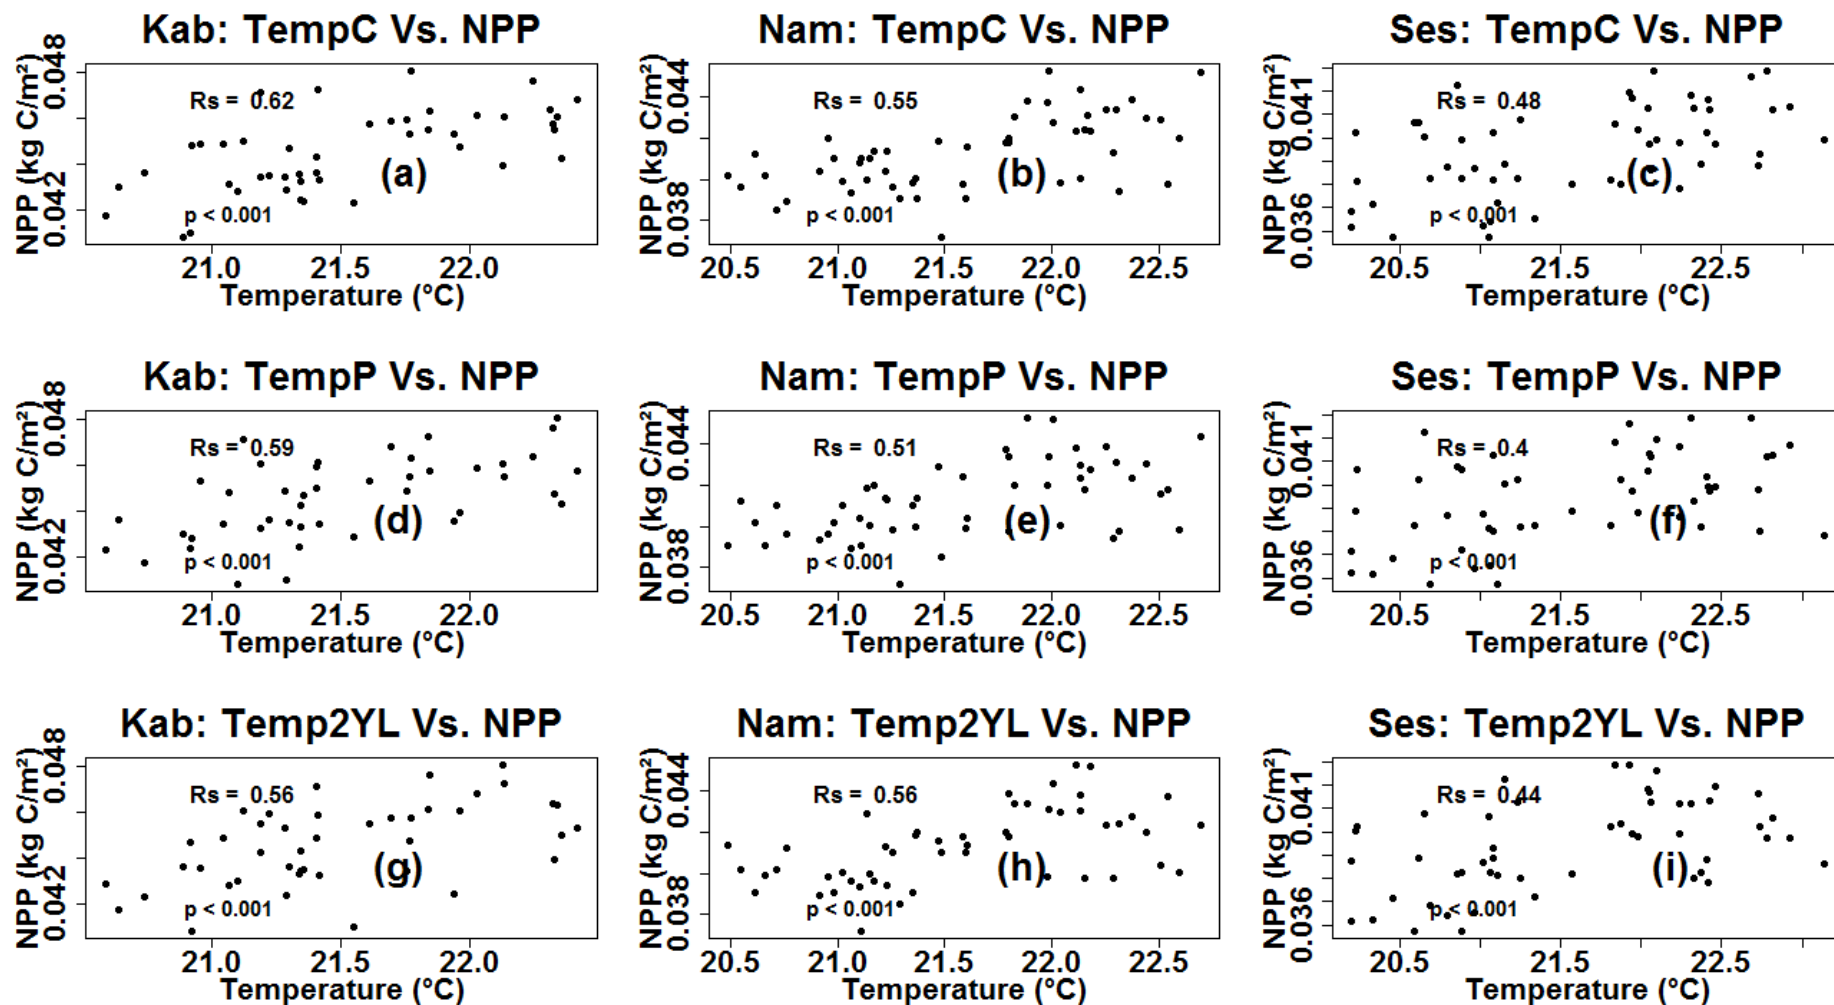 Kab: TempC Vs. NPP
NPP (kg C/m²)
0.042 0.048
Rs = 0.62
(a)
p < 0.001
21.0 21.5 22.0
Temperature (°C)
Nam: TempC Vs. NPP
NPP (kg C/m²)
0.038 0.044
Rs = 0.55
(b)
p < 0.001
20.5 21.0 21.5 22.0 22.5
Temperature (°C)
Ses: TempC Vs. NPP
NPP (kg C/m²)
0.036 0.041
Rs = 0.48
(c)
p < 0.001
20.5 21.5 22.5
Temperature (°C)
Kab: TempP Vs. NPP
NPP (kg C/m²)
0.042 0.048
Rs = 0.59
(d)
p < 0.001
21.0 21.5 22.0
Temperature (°C)
Nam: TempP Vs. NPP
NPP (kg C/m²)
0.038 0.044
Rs = 0.51
(e)
p < 0.001
20.5 21.0 21.5 22.0 22.5
Temperature (°C)
Ses: TempP Vs. NPP
NPP (kg C/m²)
0.036 0.041
Rs = 0.4
(f)
p < 0.001
20.5 21.5 22.5
Temperature (°C)
Kab: Temp2YL Vs. NPP
NPP (kg C/m²)
0.042 0.048
Rs = 0.56
(g)
p < 0.001
21.0 21.5 22.0
Temperature (°C)
Nam: Temp2YL Vs. NPP
NPP (kg C/m²)
0.038 0.044
Rs = 0.56
(h)
p < 0.001
20.5 21.0 21.5 22.0 22.5
Temperature (°C)
Ses: Temp2YL Vs. NPP
NPP (kg C/m²)
0.036 0.041
Rs = 0.44
(i)
p < 0.001
20.5 21.5 22.5
Temperature (°C)